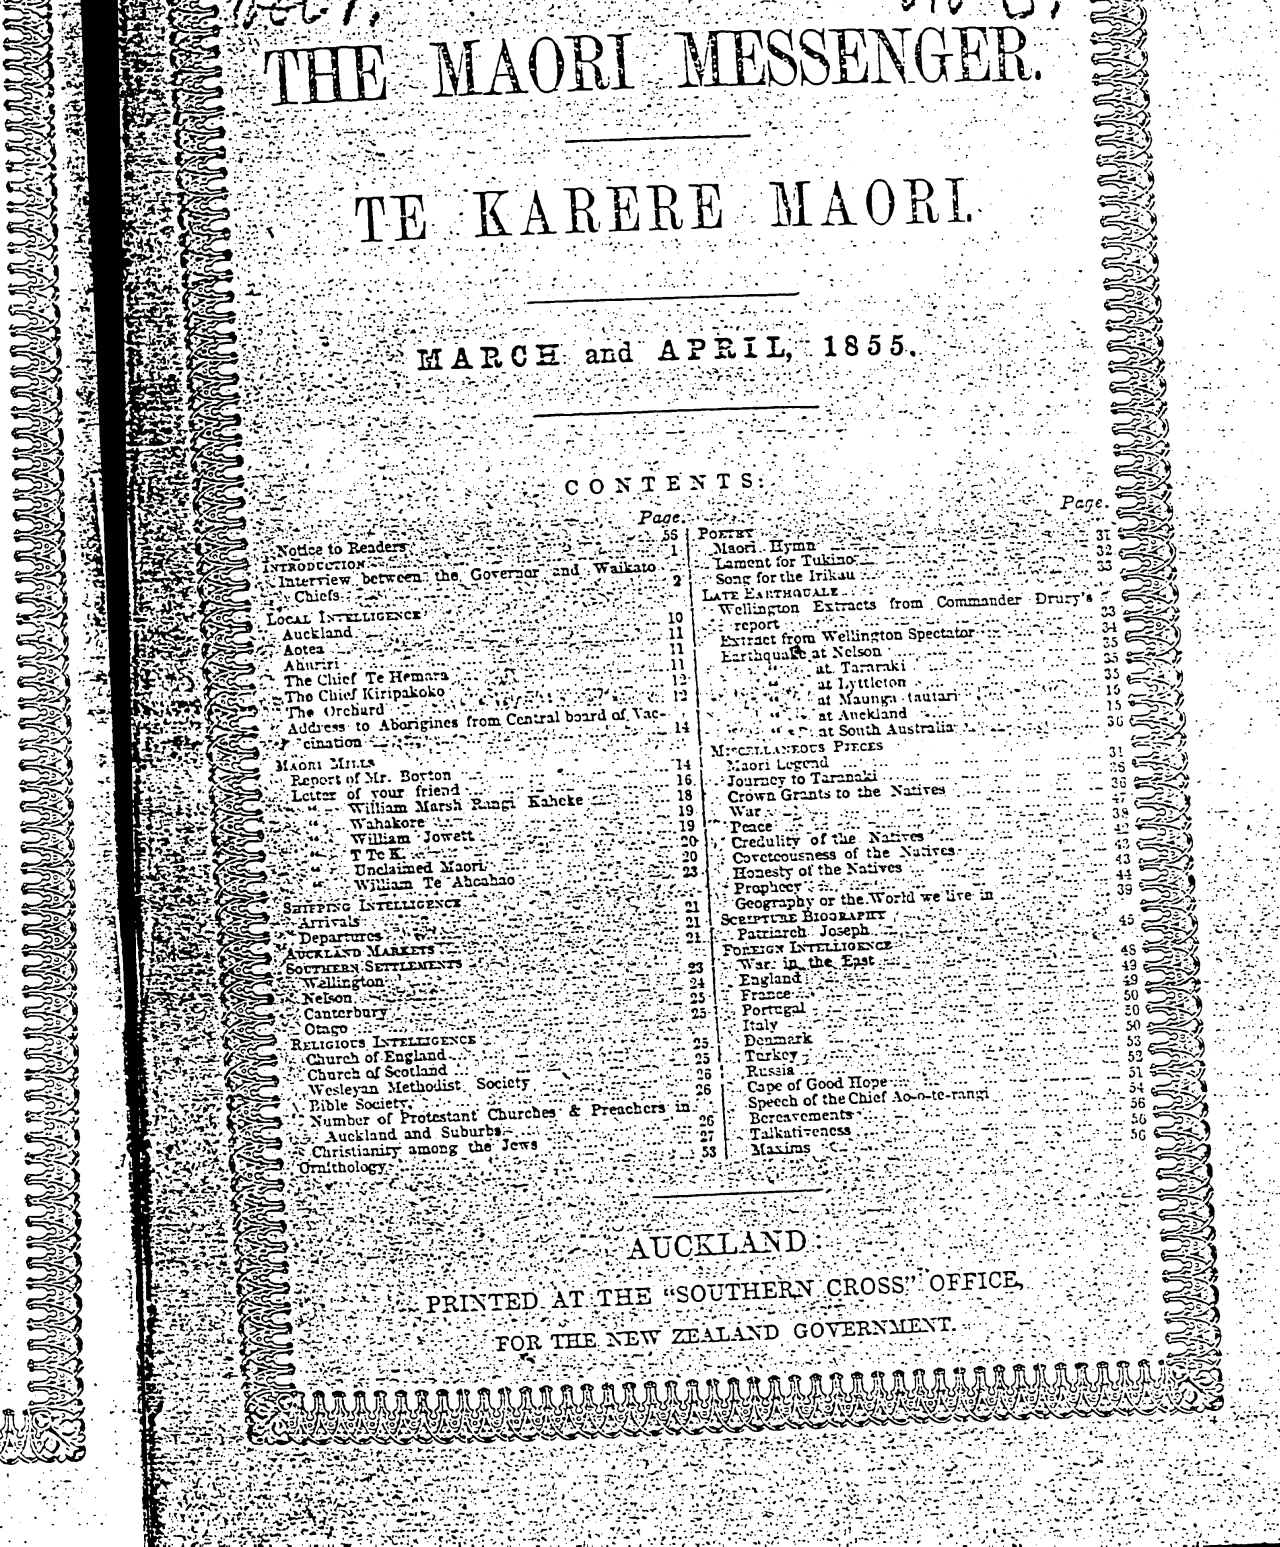 THE MAORI MESSENGER.
TE KARERE MAORI.
MARCH and APRIL, 1855.
CONTENTS:
Page.
Notice to Readers 56
INTRODUCTION 1
Interview between the Governor and Waikato
Chiefs 2
LOCAL INTELLIGENCE
Auckland 10
Aotea 11
Ahuriri 11
The Chief Te Hemara 11
The Chief Kiripakoko 12
The Orchard 12
Address to Aborigines from Central board of Vac-
cination 14
MAORI MILLS
Report of Mr. Boyton 14
Letter of your friend 16
" William Marsh Rangi Kaheke 18
" Wahakore 19
" William Jowett 19
" T Te K. 20
" Unclaimed Maori 20
" William Te Ahoahao 23
SHIPPING INTELLIGENCE
Arrivals 21
Departures 21
AUCKLAND MARKETS 21
SOUTHERN SETTLEMENTS
Wellington 23
Nelson 24
Canterbury 25
Otago 25
RELIGIOUS INTELLIGENCE
Church of England 25
Church of Scotland 25
Wesleyan Methodist Society 26
Bible Society 26
Number of Protestant Churches & Preachers in
Auckland and Suburbs 26
Christianity among the Jews 27
Ornithology 53
Page.
POETRY
Maori Hymn 31
Lament for Tukino 32
Song for the Irikau 33
LATE EARTHQUAKE
Wellington Extracts from Commander Drury's
report 33
Extract from Wellington Spectator 34
Earthquake at Nelson 35
" at Taranaki 35
" at Lyttleton 35
" at Maunga tautari 15
" at Auckland 15
" at South Australia 36
MISCELLANEOUS PIECES
Maori Legend 31
Journey to Taranaki
Crown Grants to the Natives 36
War
Peace 38
Credulity of the Natives
Coveteousness of the Natives 43
Honesty of the Natives 43
Prophecy 44
Geography or the World we live in 39
SCRIPTURE BIOGRAPHY
Patriarch Joseph 45
FOREIGN INTELLIGENCE
War in the East 48
England 49
France 49
Portugal 50
Italy 50
Denmark 50
Turkey 53
Russia 52
Cape of Good Hope 51
Speech of the Chief Ao-o-te-rangi 54
Bereavements 56
Talkativeness 56
Maxims 56
AUCKLAND:
PRINTED AT THE "SOUTHERN CROSS" OFFICE,
FOR THE NEW ZEALAND GOVERNMENT.